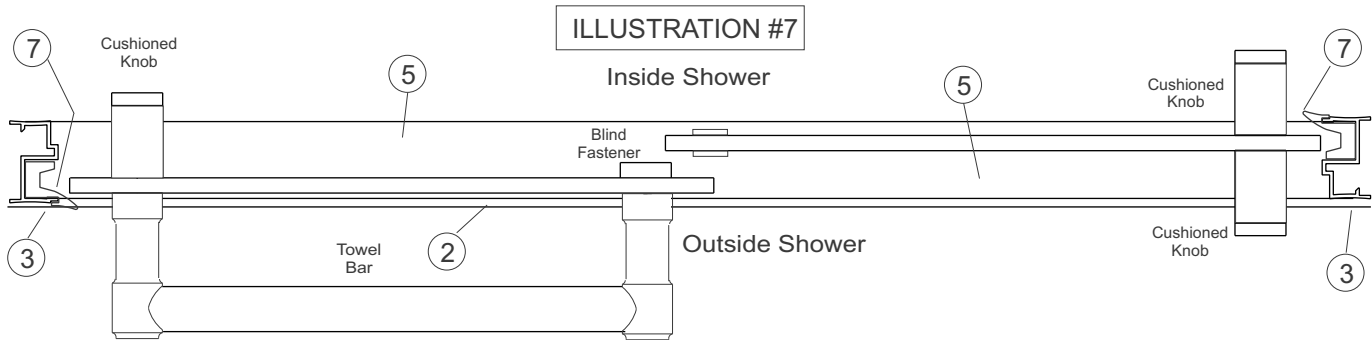 ILLUSTRATION #7
7
Cushioned
Knob
5
Inside Shower
5
Cushioned
Knob
7
Blind
Fastener
3
Towel
Bar
2
Outside Shower
Cushioned
Knob
3